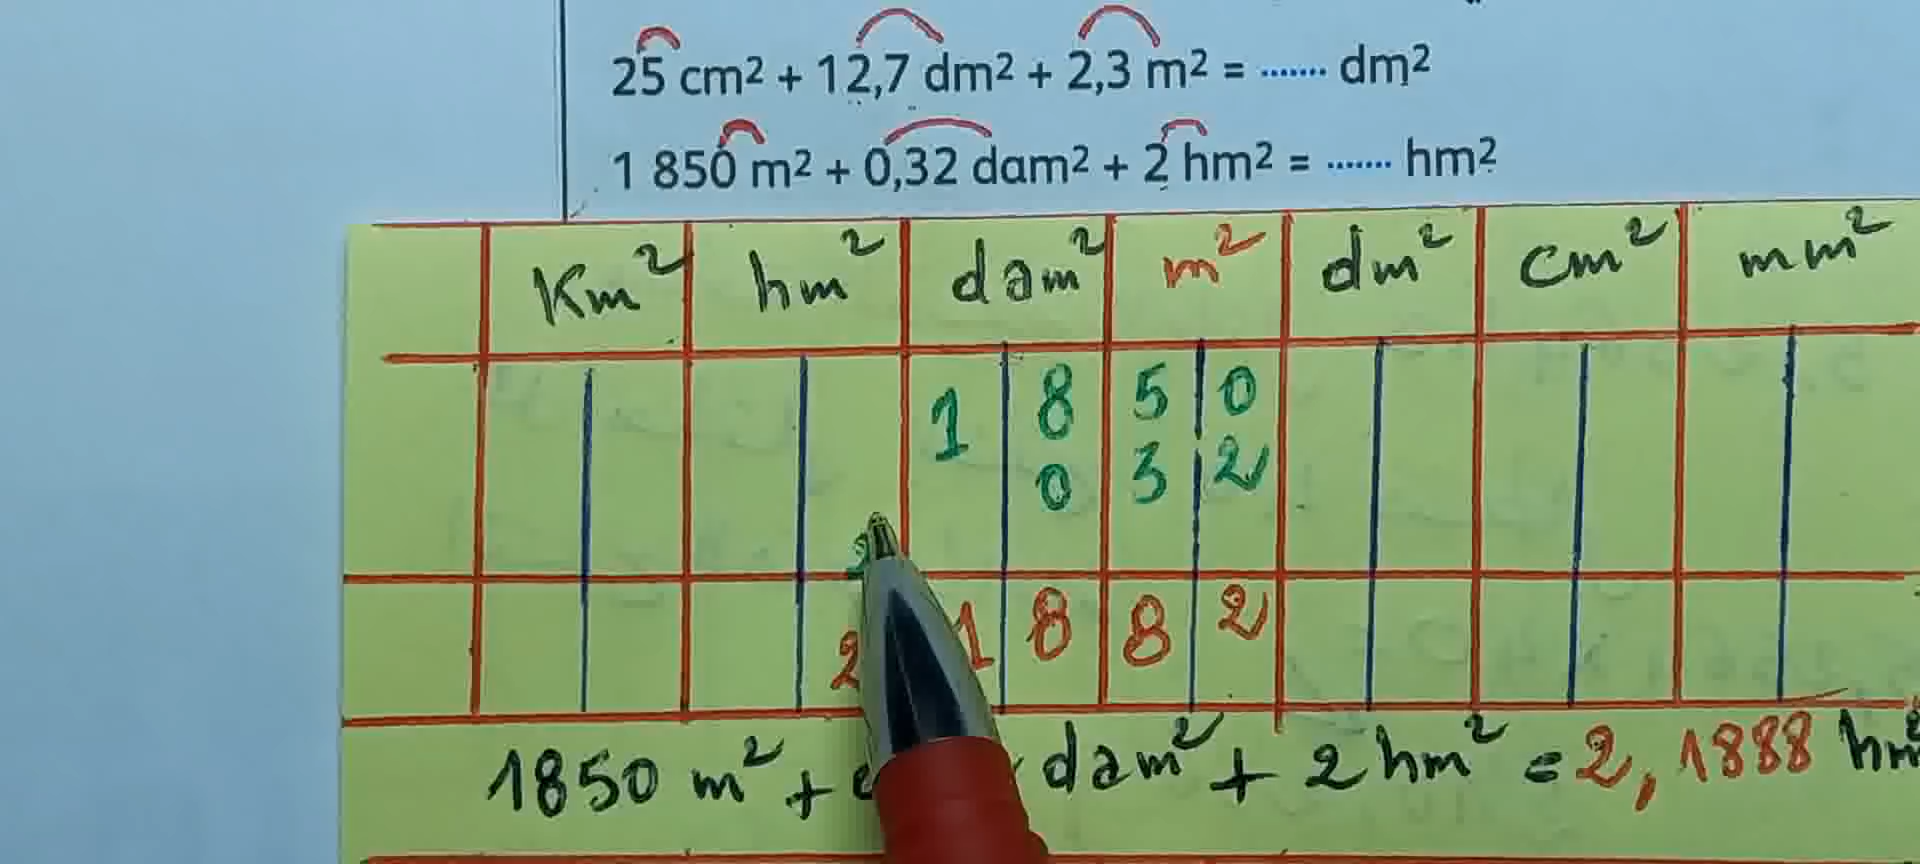 25 cm² + 12,7 dm² + 2,3 m² = ....... dm²
1 850 m² + 0,32 dam² + 2 hm² = ....... hm²
Km² hm² dam² m² dm² cm² mm²
1 8 5 0
0 3 2
2
2 1 8 8 2
1850 m² + dam² + 2 hm² = 2,1888 hm²